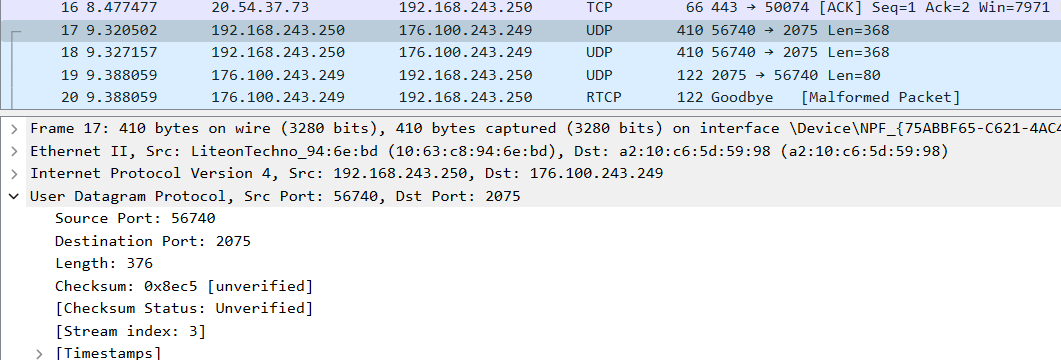 16 8.477477 20.54.37.73 192.168.243.250 TCP 66 443 → 50074 [ACK] Seq=1 Ack=2 Win=7971
17 9.320502 192.168.243.250 176.100.243.249 UDP 410 56740 → 2075 Len=368
18 9.327157 192.168.243.250 176.100.243.249 UDP 410 56740 → 2075 Len=368
19 9.388059 176.100.243.249 192.168.243.250 UDP 122 2075 → 56740 Len=80
20 9.388059 176.100.243.249 192.168.243.250 RTCP 122 Goodbye [Malformed Packet]
Frame 17: 410 bytes on wire (3280 bits), 410 bytes captured (3280 bits) on interface \Device\NPF_{75ABBF65-C621-4AC4
Ethernet II, Src: LiteonTechno_94:6e:bd (10:63:c8:94:6e:bd), Dst: a2:10:c6:5d:59:98 (a2:10:c6:5d:59:98)
Internet Protocol Version 4, Src: 192.168.243.250, Dst: 176.100.243.249
User Datagram Protocol, Src Port: 56740, Dst Port: 2075
Source Port: 56740
Destination Port: 2075
Length: 376
Checksum: 0x8ec5 [unverified]
[Checksum Status: Unverified]
[Stream index: 3]
[Timestamps]